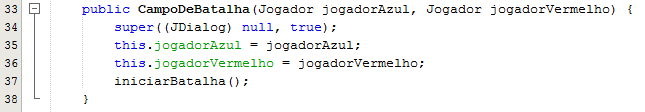 33 public CampoDeBatalha(Jogador jogadorAzul, Jogador jogadorVermelho) {
34 super((JDialog) null, true);
35 this.jogadorAzul = jogadorAzul;
36 this.jogadorVermelho = jogadorVermelho;
37 iniciarBatalha();
38 }